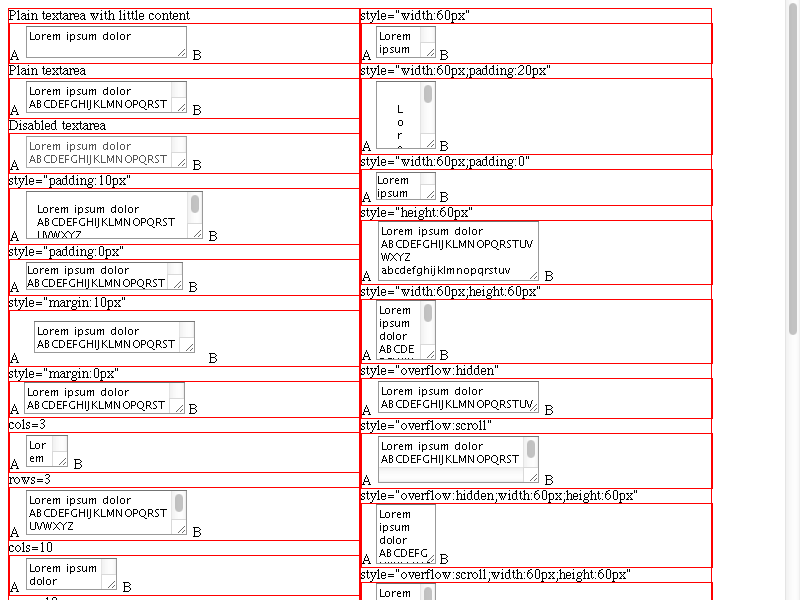 Plain textarea with little content
Lorem ipsum dolor
A B
Plain textarea
Lorem ipsum dolor
ABCDEFGHIJKLMNOPQRST
A B
Disabled textarea
Lorem ipsum dolor
ABCDEFGHIJKLMNOPQRST
A B
style="padding:10px"
Lorem ipsum dolor
ABCDEFGHIJKLMNOPQRST
UVWXYZ
A B
style="padding:0px"
Lorem ipsum dolor
ABCDEFGHIJKLMNOPQRST
A B
style="margin:10px"
Lorem ipsum dolor
ABCDEFGHIJKLMNOPQRST
A B
style="margin:0px"
Lorem ipsum dolor
ABCDEFGHIJKLMNOPQRST
A B
cols=3
Lor
em
A B
rows=3
Lorem ipsum dolor
ABCDEFGHIJKLMNOPQRST
UVWXYZ
A B
cols=10
Lorem ipsum
dolor
A B
style="width:60px"
Lorem
ipsum
A B
style="width:60px;padding:20px"
L
o
r
A B
style="width:60px;padding:0"
Lorem
ipsum
A B
style="height:60px"
Lorem ipsum dolor
ABCDEFGHIJKLMNOPQRSTUV
WXYZ
abcdefghijklmnopqrstuv
A B
style="width:60px;height:60px"
Lorem
ipsum
dolor
ABCDE
A B
style="overflow:hidden"
Lorem ipsum dolor
ABCDEFGHIJKLMNOPQRSTUV
A B
style="overflow:scroll"
Lorem ipsum dolor
ABCDEFGHIJKLMNOPQRST
A B
style="overflow:hidden;width:60px;height:60px"
Lorem
ipsum
dolor
ABCDEFG
A B
style="overflow:scroll;width:60px;height:60px"
Lorem